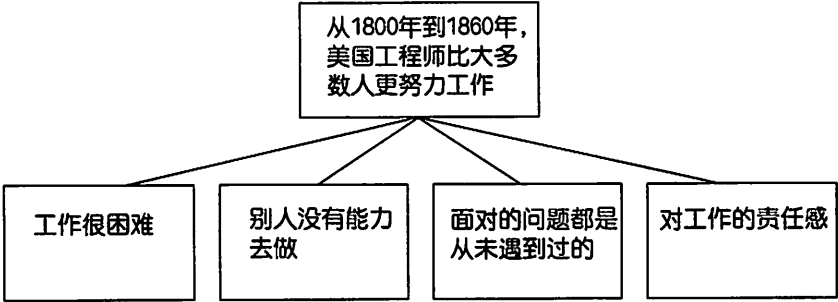 从1800年到1860年，
美国工程师比大多
数人更努力工作
工作很困难
别人没有能力
去做
面对的问题都是
从未遇到过的
对工作的责任感